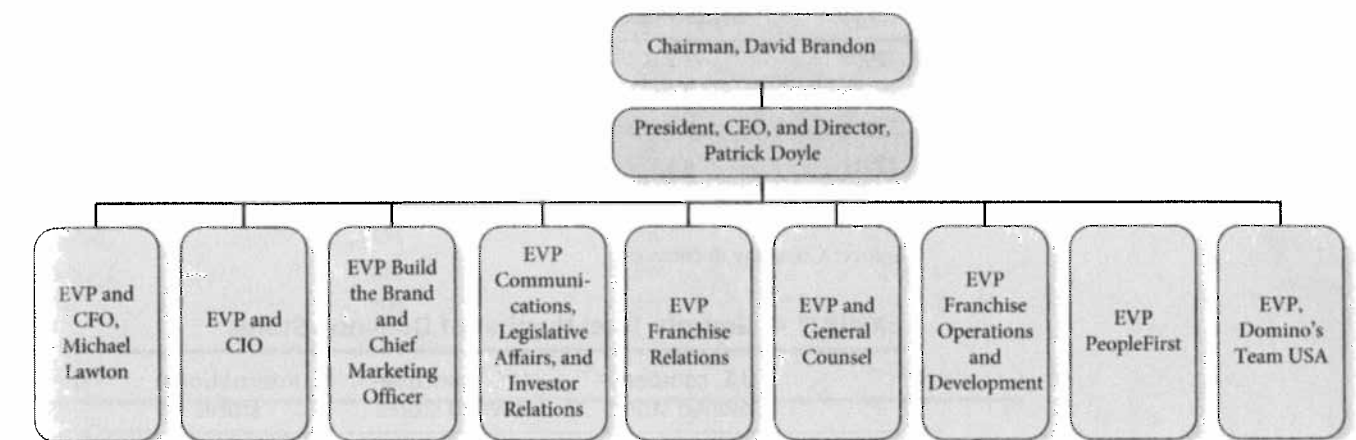 Chairman, David Brandon
President, CEO, and Director,
Patrick Doyle
EVP and
CFO,
Michael
Lawton
EVP and
CIO
EVP Build
the Brand
and
Chief
Marketing
Officer
EVP
Communi-
cations,
Legislative
Affairs, and
Investor
Relations
EVP
Franchise
Relations
EVP and
General
Counsel
EVP
Franchise
Operations
and
Development
EVP
PeopleFirst
EVP,
Domino's
Team USA